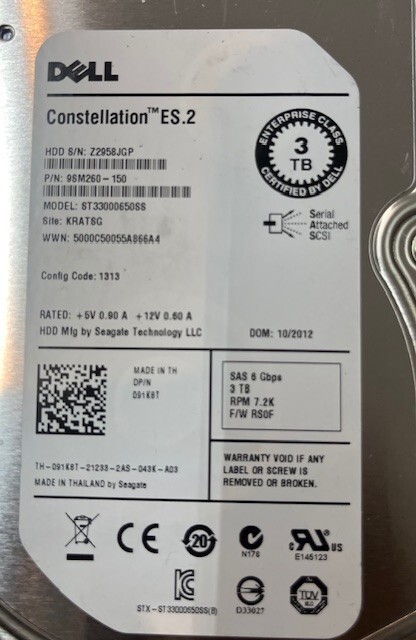 DELL
Constellation™ ES.2
ENTERPRISE CLASS
3
TB
CERTIFIED BY DELL
HDD S/N: Z2958JGP
P/N: 9SM260-150
MODEL: ST33000650SS
Site: KRATSG
WWN: 5000C50055A866A4
Serial
Attached
SCSI
Config Code: 1313
RATED: +5V 0.90 A +12V 0.60 A
HDD Mfg by Seagate Technology LLC
DOM: 10/2012
MADE IN TH
DP/N
091K8T
SAS 6 Gbps
3 TB
RPM 7.2K
F/W RS0F
TH-091K8T-21233-2AS-043K-A03
MADE IN THAILAND by Seagate
WARRANTY VOID IF ANY
LABEL OR SCREW IS
REMOVED OR BROKEN.
CE
20
N176
c RU US
E145123
D33027
TÜV
STX-ST33000650SS(B)